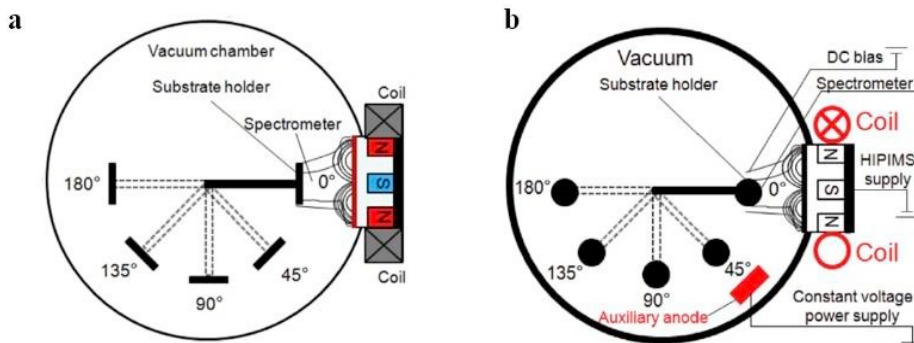 a
Vacuum chamber
Substrate holder
Spectrometer
Coil
N
S
N
Coil
0°
180°
135°
90°
45°
b
Vacuum
Substrate holder
DC bias
Spectrometer
Coil
N
S
N
HIPIMS
supply
Coil
0°
180°
135°
90°
45°
Auxiliary anode
Constant voltage
power supply